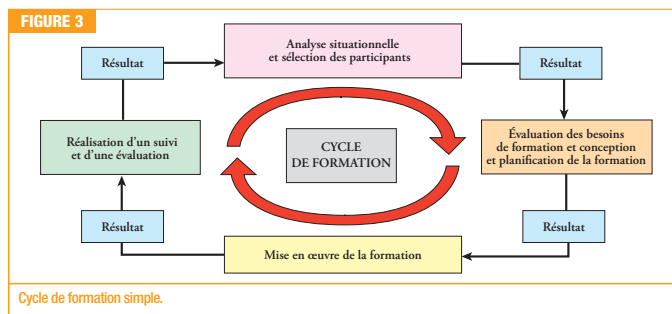 FIGURE 3
Analyse situationnelle
et sélection des participants
Résultat
Résultat
Réalisation d'un suivi
et d'une évaluation
CYCLE
DE FORMATION
Évaluation des besoins
de formation et conception
et planification de la formation
Résultat
Résultat
Mise en œuvre de la formation
Cycle de formation simple.